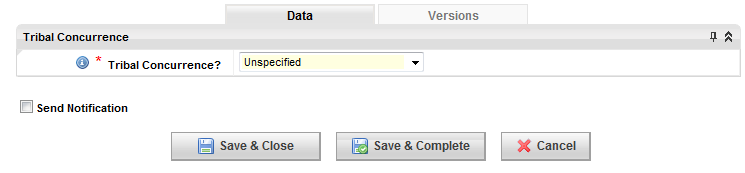 Data Versions
Tribal Concurrence
* Tribal Concurrence? Unspecified
Send Notification
Save & Close Save & Complete Cancel